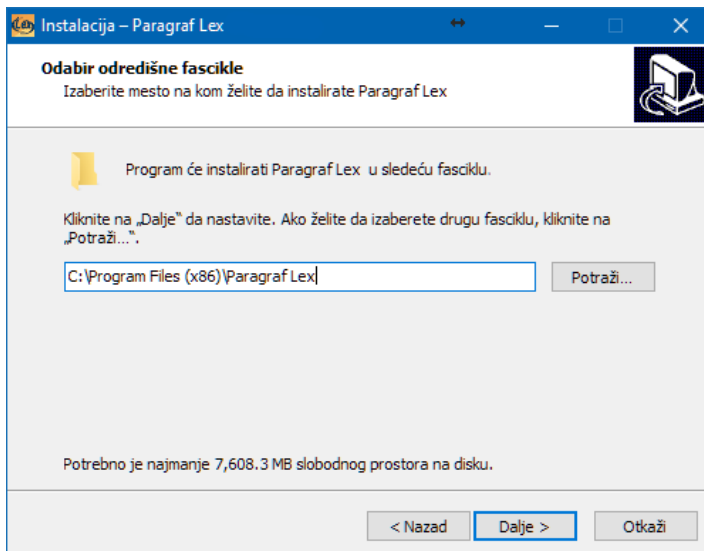 Instalacija – Paragraf Lex
Odabir odredišne fascikle
Izaberite mesto na kom želite da instalirate Paragraf Lex
Program će instalirati Paragraf Lex u sledeću fasciklu.
Kliknite na „Dalje“ da nastavite. Ako želite da izaberete drugu fasciklu, kliknite na
„Potraži...“.
C:\Program Files (x86)\Paragraf Lex
Potraži...
Potrebno je najmanje 7,608.3 MB slobodnog prostora na disku.
< Nazad
Dalje >
Otkaži